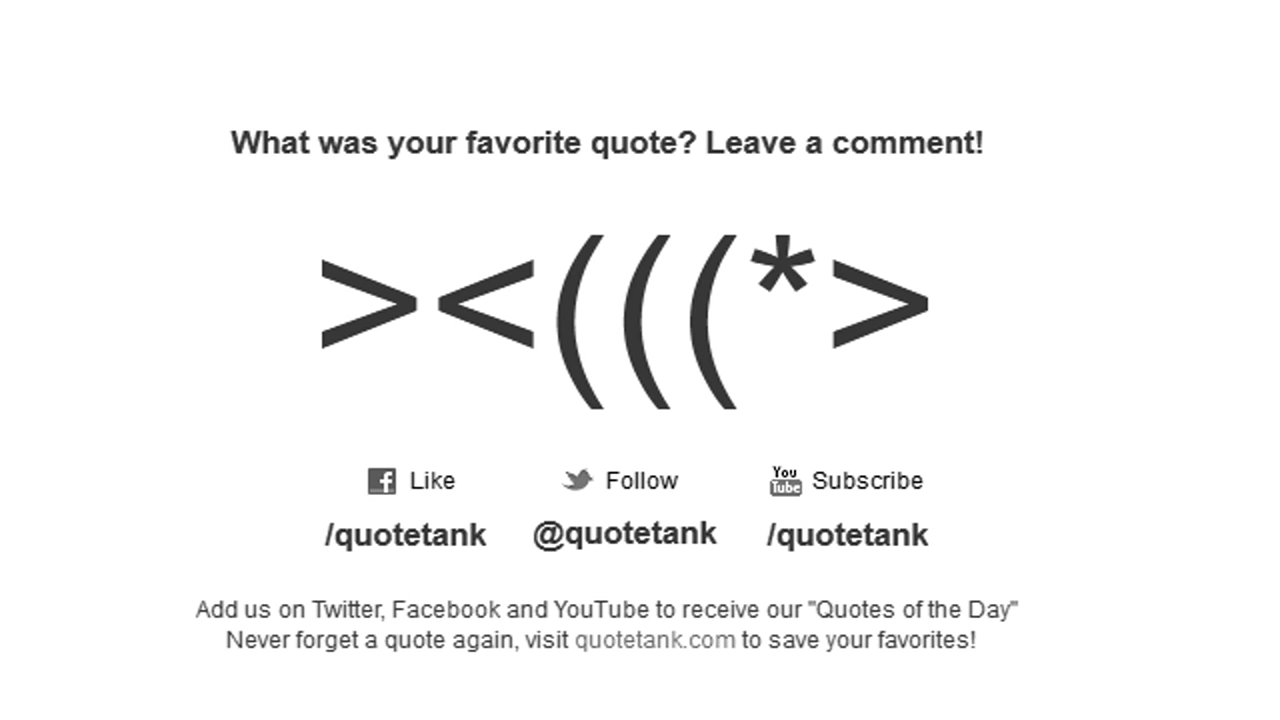 What was your favorite quote? Leave a comment!
><(((*>
Like Follow You Tube Subscribe
/quotetank @quotetank /quotetank
Add us on Twitter, Facebook and YouTube to receive our "Quotes of the Day"
Never forget a quote again, visit quotetank.com to save your favorites!